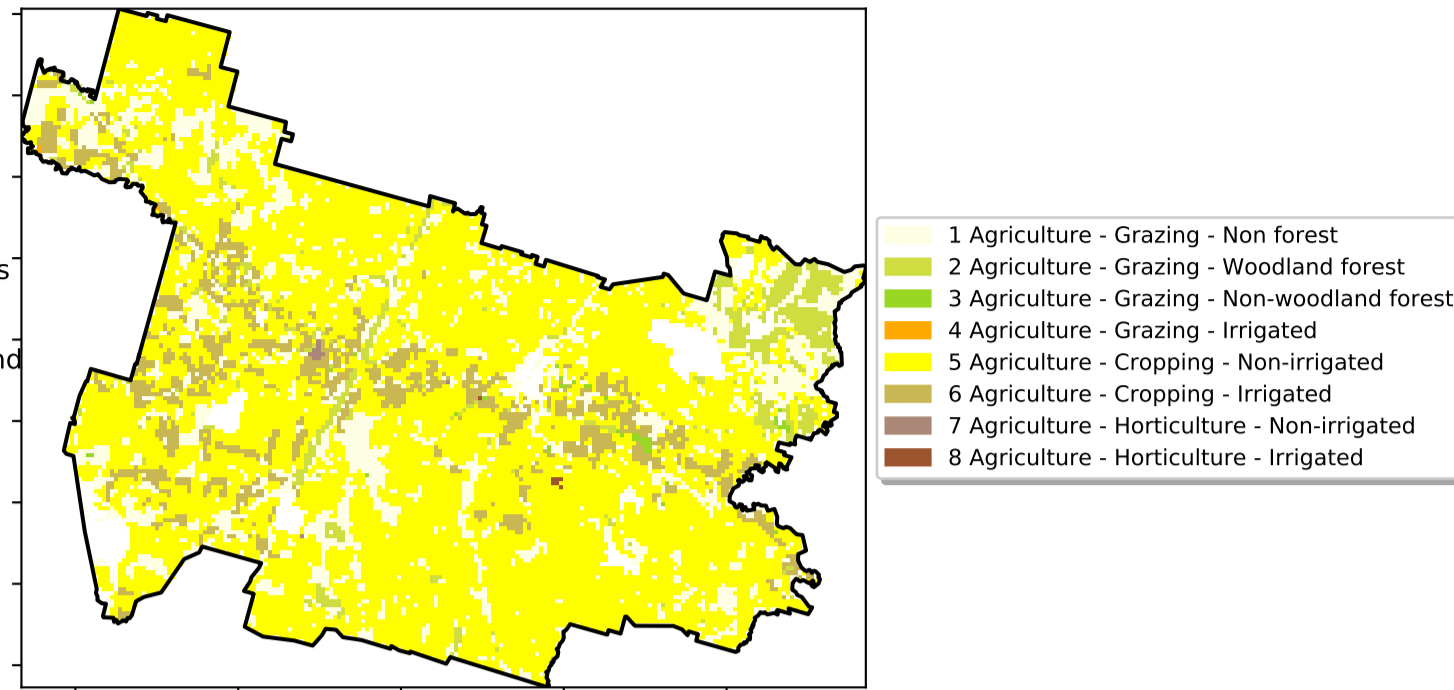 s
nd
1 Agriculture - Grazing - Non forest
2 Agriculture - Grazing - Woodland forest
3 Agriculture - Grazing - Non-woodland forest
4 Agriculture - Grazing - Irrigated
5 Agriculture - Cropping - Non-irrigated
6 Agriculture - Cropping - Irrigated
7 Agriculture - Horticulture - Non-irrigated
8 Agriculture - Horticulture - Irrigated